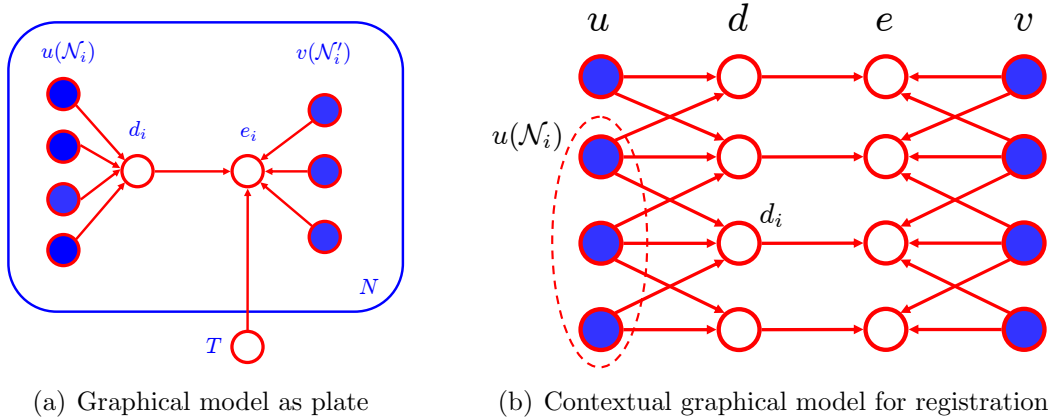 u(𝒩ᵢ)
v(𝒩ᵢ′)
dᵢ
eᵢ
N
T
(a) Graphical model as plate
u d e v
u(𝒩ᵢ)
dᵢ
(b) Contextual graphical model for registration